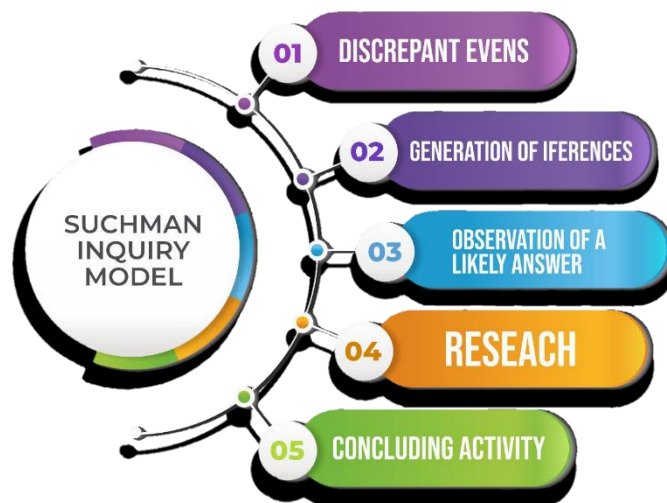 SUCHMAN
INQUIRY
MODEL
01
DISCREPANT EVENS
02
GENERATION OF IFERENCES
03
OBSERVATION OF A
LIKELY ANSWER
04
RESEACH
05
CONCLUDING ACTIVITY